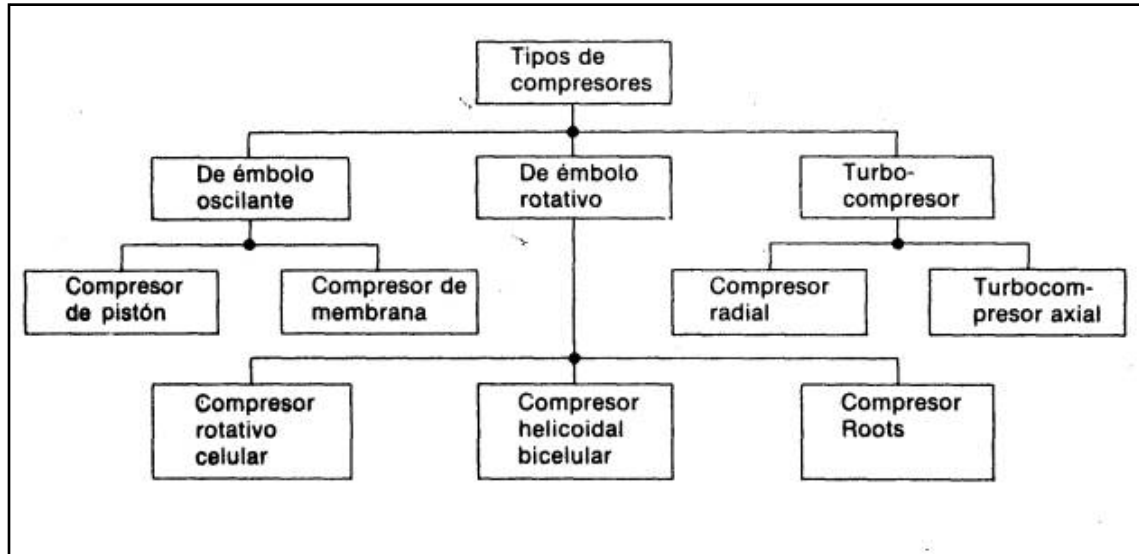 Tipos de
compresores
De émbolo
oscilante
De émbolo
rotativo
Turbo-
compresor
Compresor
de pistón
Compresor de
membrana
Compresor
radial
Turbocom-
presor axial
Compresor
rotativo
celular
Compresor
helicoidal
bicelular
Compresor
Roots